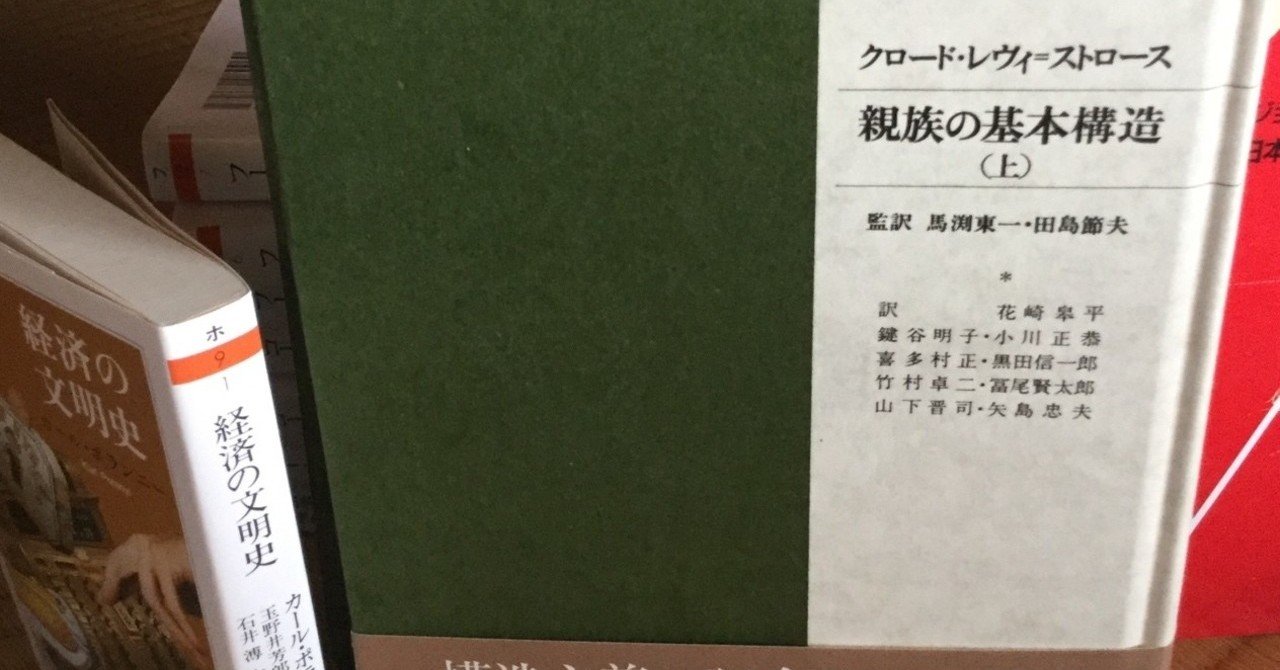 クロード・レヴィ=ストロース
親族の基本構造
（上）
監訳 馬渕東一・田島節夫
*
訳 花崎皋平
鍵谷明子・小川正恭
喜多村正・黒田信一郎
竹村卓二・冨尾賢太郎
山下晋司・矢島忠夫
経済の
文明史
ホ
9
1
経済の文明史
カール・ポ
玉野井芳郎
石井溥
日本